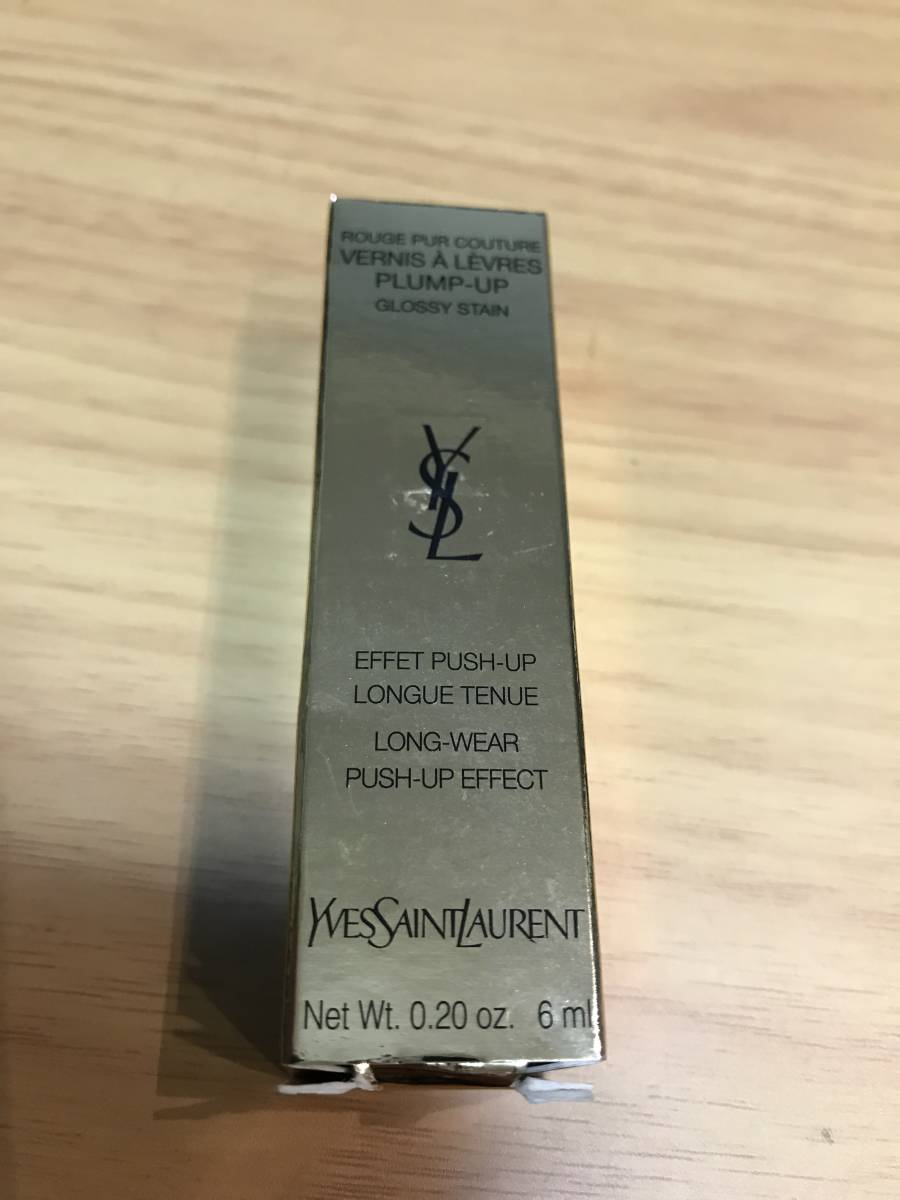 ROUGE PUR COUTURE
VERNIS À LÈVRES
PLUMP-UP
GLOSSY STAIN
YSL
EFFET PUSH-UP
LONGUE TENUE
LONG-WEAR
PUSH-UP EFFECT
YVESSAINTLAURENT
Net Wt. 0.20 oz. 6 ml